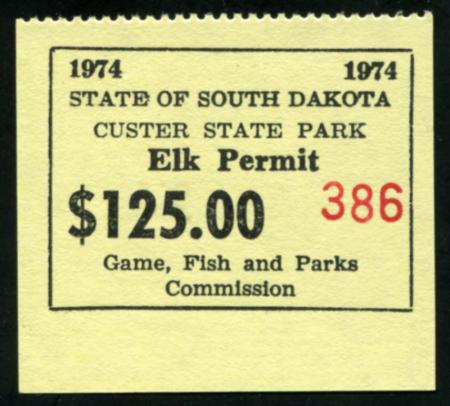 1974 1974
STATE OF SOUTH DAKOTA
CUSTER STATE PARK
Elk Permit
$125.00 386
Game, Fish and Parks
Commission